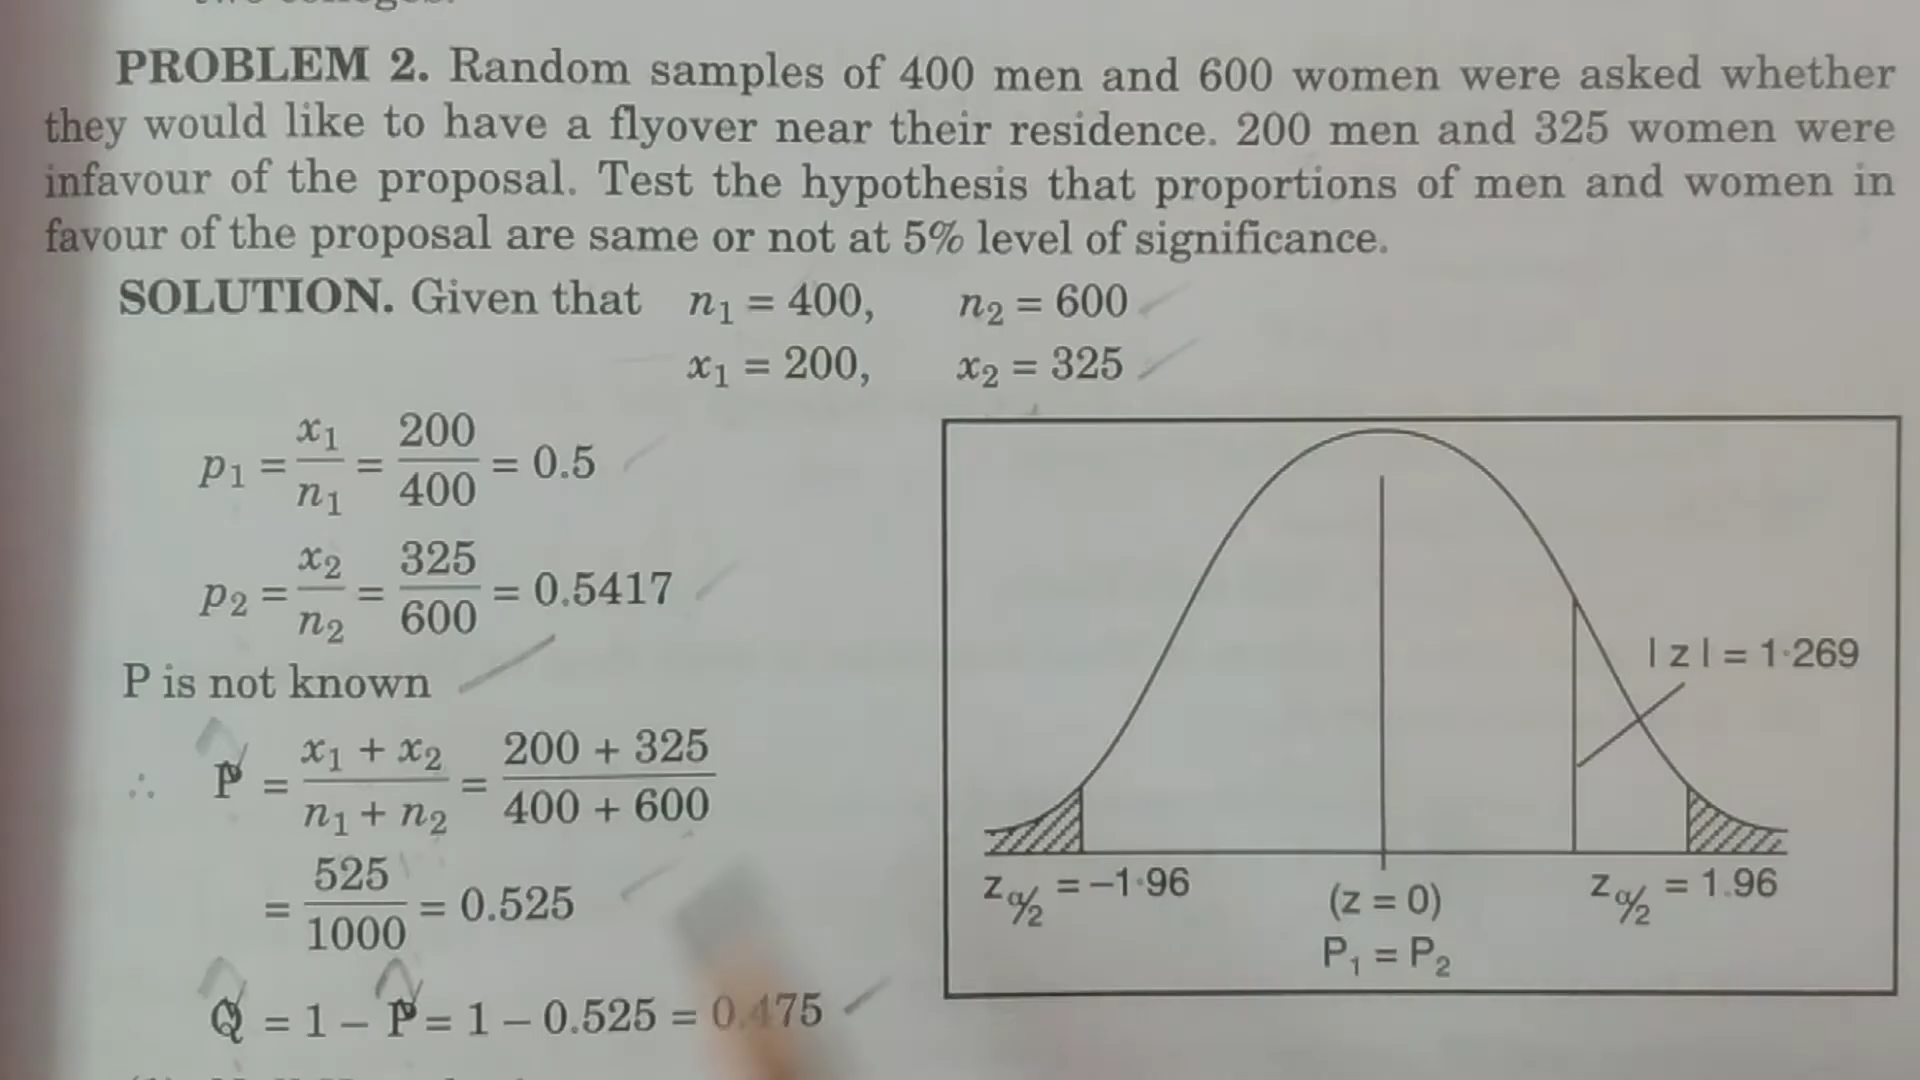 PROBLEM 2. Random samples of 400 men and 600 women were asked whether
they would like to have a flyover near their residence. 200 men and 325 women were
infavour of the proposal. Test the hypothesis that proportions of men and women in
favour of the proposal are same or not at 5% level of significance.
SOLUTION. Given that n₁ = 400, n₂ = 600
x₁ = 200, x₂ = 325
p₁ = x₁/n₁ = 200/400 = 0.5
p₂ = x₂/n₂ = 325/600 = 0.5417
P is not known
∴ P̂ = (x₁ + x₂)/(n₁ + n₂) = (200 + 325)/(400 + 600)
= 525/1000 = 0.525
Q̂ = 1 – P̂ = 1 – 0.525 = 0.475
| z | = 1·269
z_α/2 = –1·96
(z = 0)
P₁ = P₂
z_α/2 = 1.96